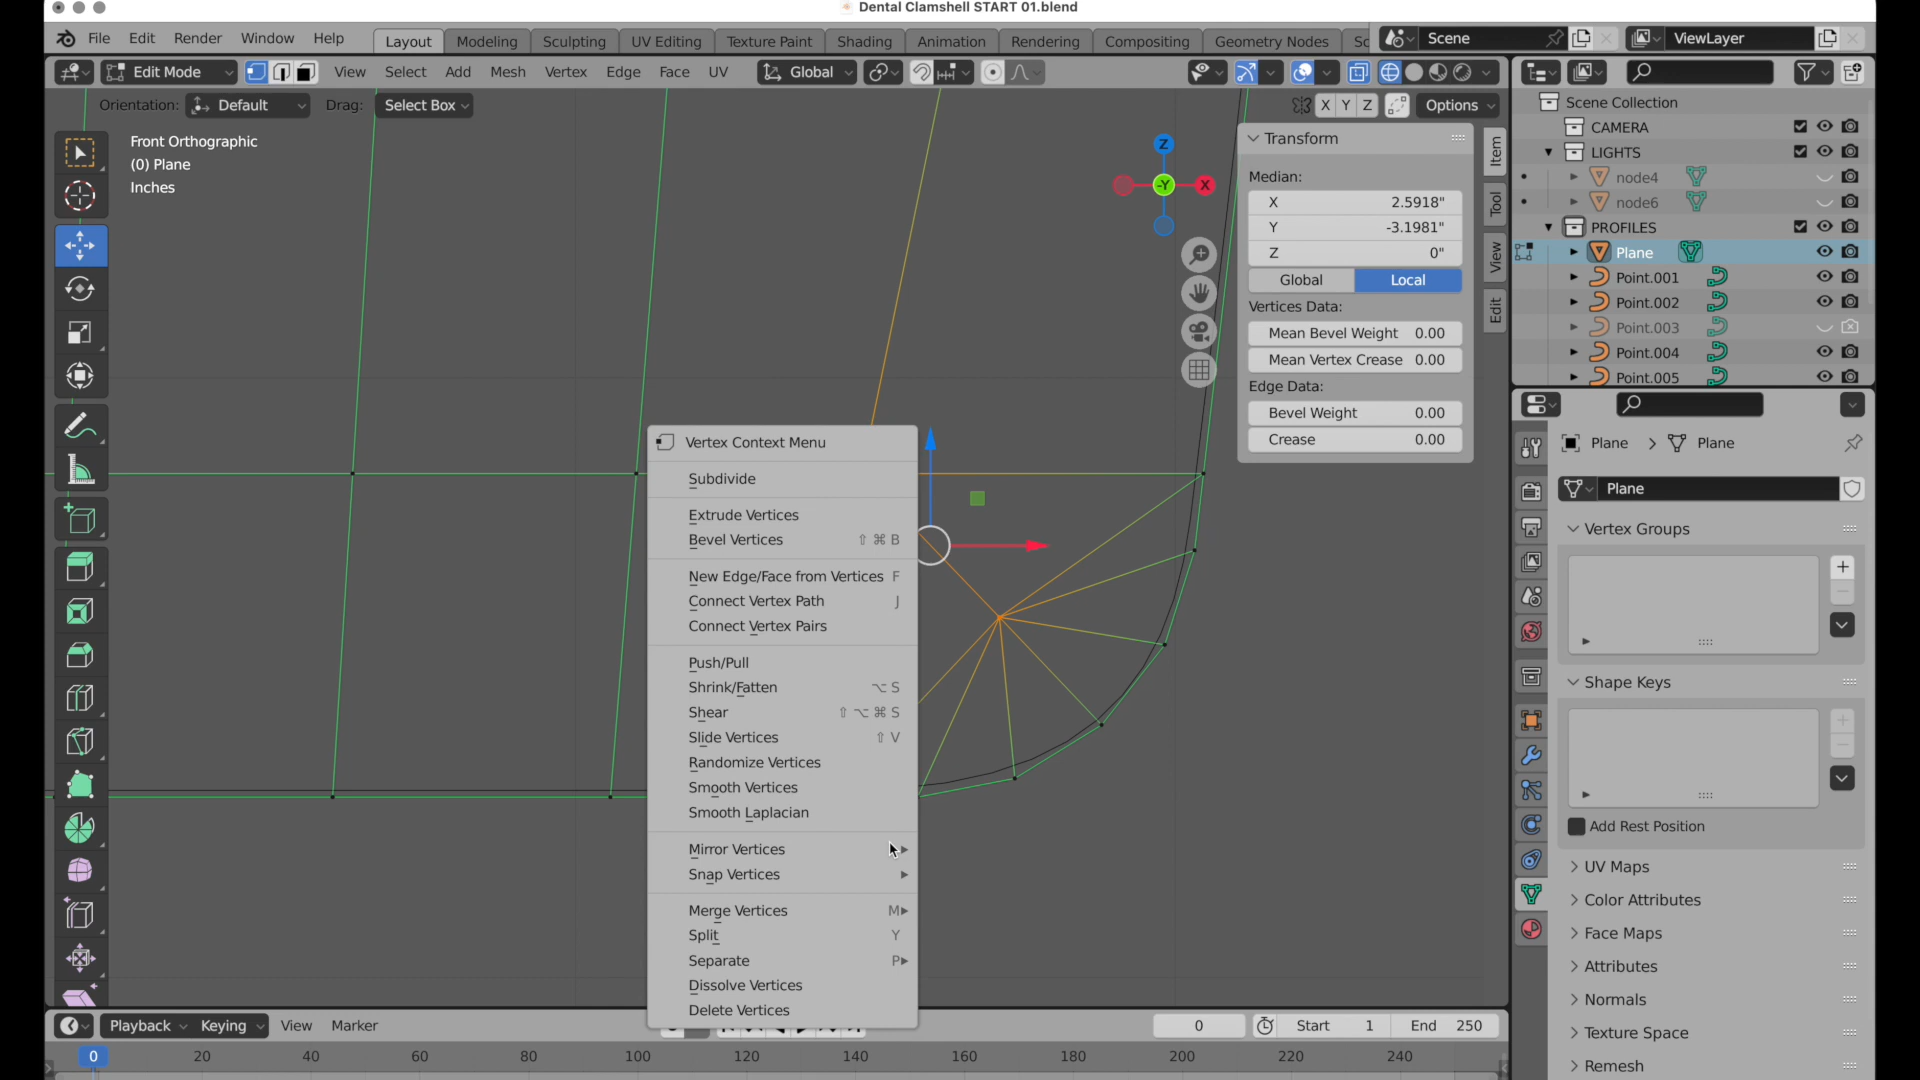 Dental Clamshell START 01.blend
File Edit Render Window Help Layout Modeling Sculpting UV Editing Texture Paint Shading Animation Rendering Compositing Geometry Nodes Sc Scene ViewLayer
Edit Mode View Select Add Mesh Vertex Edge Face UV Global
Orientation: Default Drag: Select Box X Y Z Options
Front Orthographic
(0) Plane
Inches
Z
-Y X
Transform
Median:
X 2.5918"
Y -3.1981"
Z 0"
Global Local
Vertices Data:
Mean Bevel Weight 0.00
Mean Vertex Crease 0.00
Edge Data:
Bevel Weight 0.00
Crease 0.00
Item
Tool
View
Edit
Scene Collection
CAMERA
LIGHTS
node4
node6
PROFILES
Plane
Point.001
Point.002
Point.003
Point.004
Point.005
Vertex Context Menu
Subdivide
Extrude Vertices
Bevel Vertices ⇧ ⌘ B
New Edge/Face from Vertices F
Connect Vertex Path J
Connect Vertex Pairs
Push/Pull
Shrink/Fatten ⌥ S
Shear ⇧ ⌥ ⌘ S
Slide Vertices ⇧ V
Randomize Vertices
Smooth Vertices
Smooth Laplacian
Mirror Vertices
Snap Vertices
Merge Vertices M
Split Y
Separate P
Dissolve Vertices
Delete Vertices
Plane Plane
Plane
Vertex Groups
Shape Keys
Add Rest Position
UV Maps
Color Attributes
Face Maps
Attributes
Normals
Texture Space
Remesh
Playback Keying View Marker 0 Start 1 End 250
0 20 40 60 80 100 120 140 160 180 200 220 240